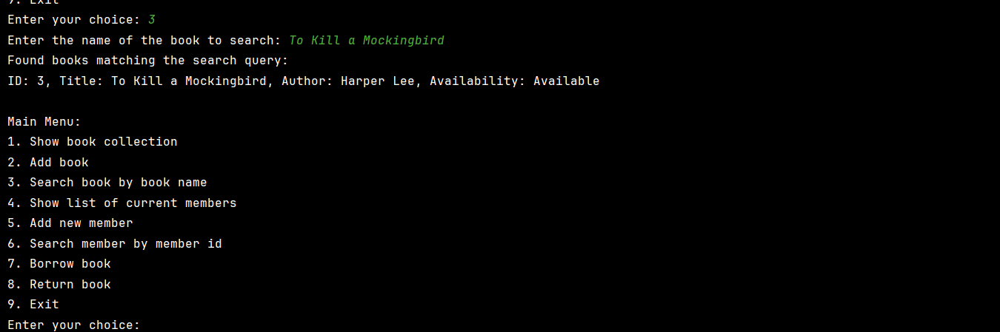 9. Exit
Enter your choice: 3
Enter the name of the book to search: To Kill a Mockingbird
Found books matching the search query:
ID: 3, Title: To Kill a Mockingbird, Author: Harper Lee, Availability: Available
Main Menu:
1. Show book collection
2. Add book
3. Search book by book name
4. Show list of current members
5. Add new member
6. Search member by member id
7. Borrow book
8. Return book
9. Exit
Enter your choice: